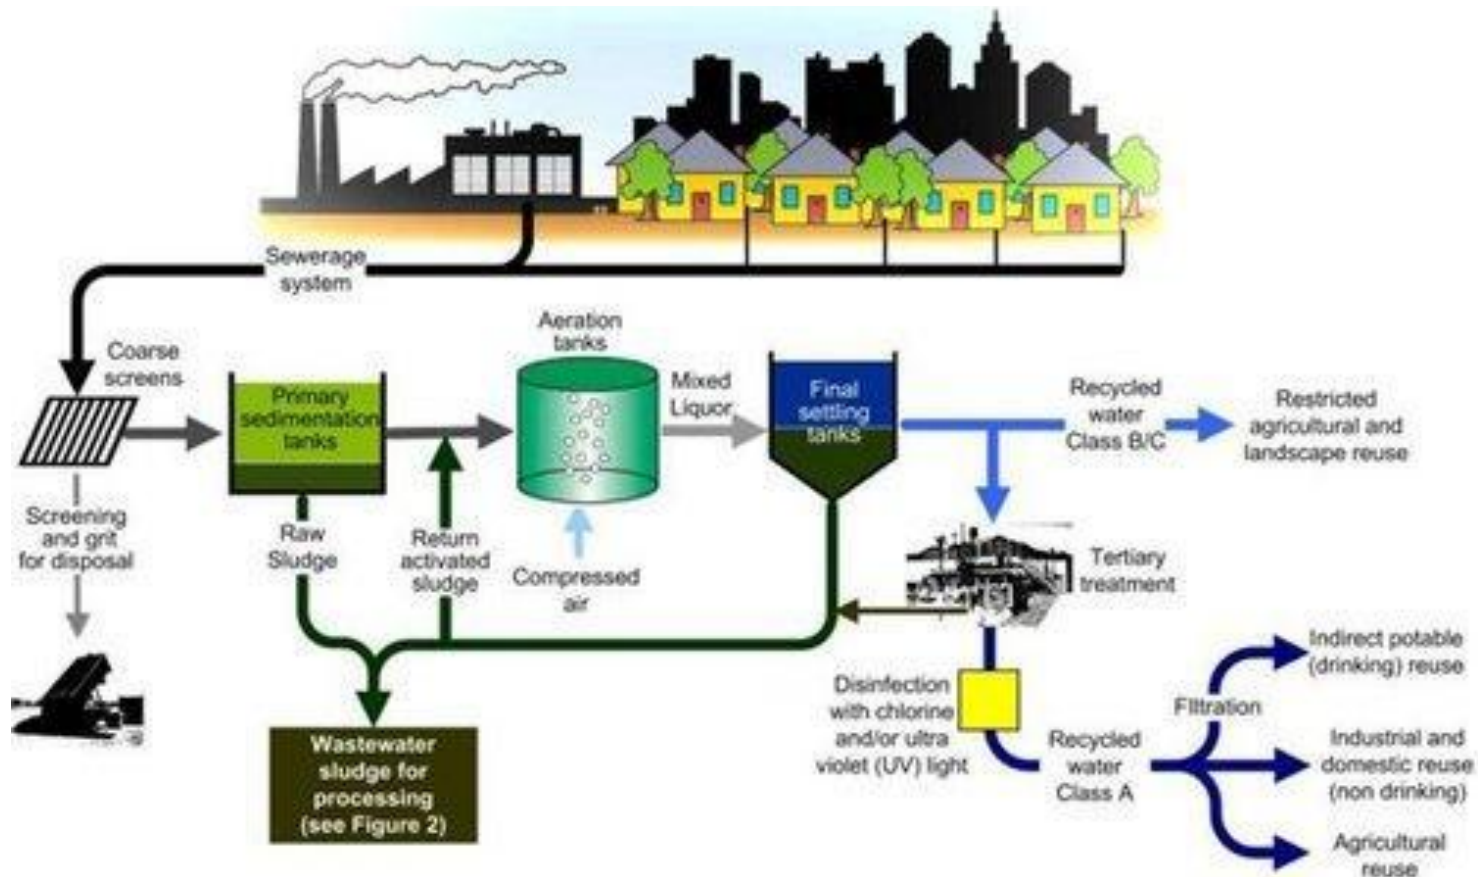 Sewerage
system
Coarse
screens
Primary
sedimentation
tanks
Aeration
tanks
Mixed
Liquor
Final
settling
tanks
Recycled
water
Class B/C
Restricted
agricultural and
landscape reuse
Screening
and grit
for disposal
Raw
Sludge
Return
activated
sludge
Compressed
air
Tertiary
treatment
Wastewater
sludge for
processing
(see Figure 2)
Disinfection
with chlorine
and/or ultra
violet (UV) light
Recycled
water
Class A
FIltration
Indirect potable
(drinking) reuse
Industrial and
domestic reuse
(non drinking)
Agricultural
reuse